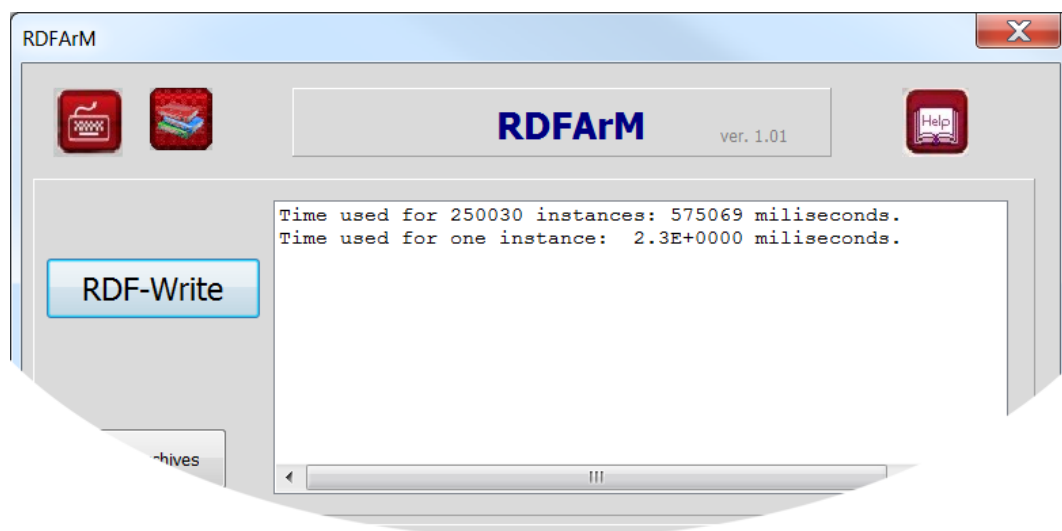 RDFArM
RDFArM ver. 1.01
Help
Time used for 250030 instances: 575069 miliseconds.
Time used for one instance: 2.3E+0000 miliseconds.
RDF-Write